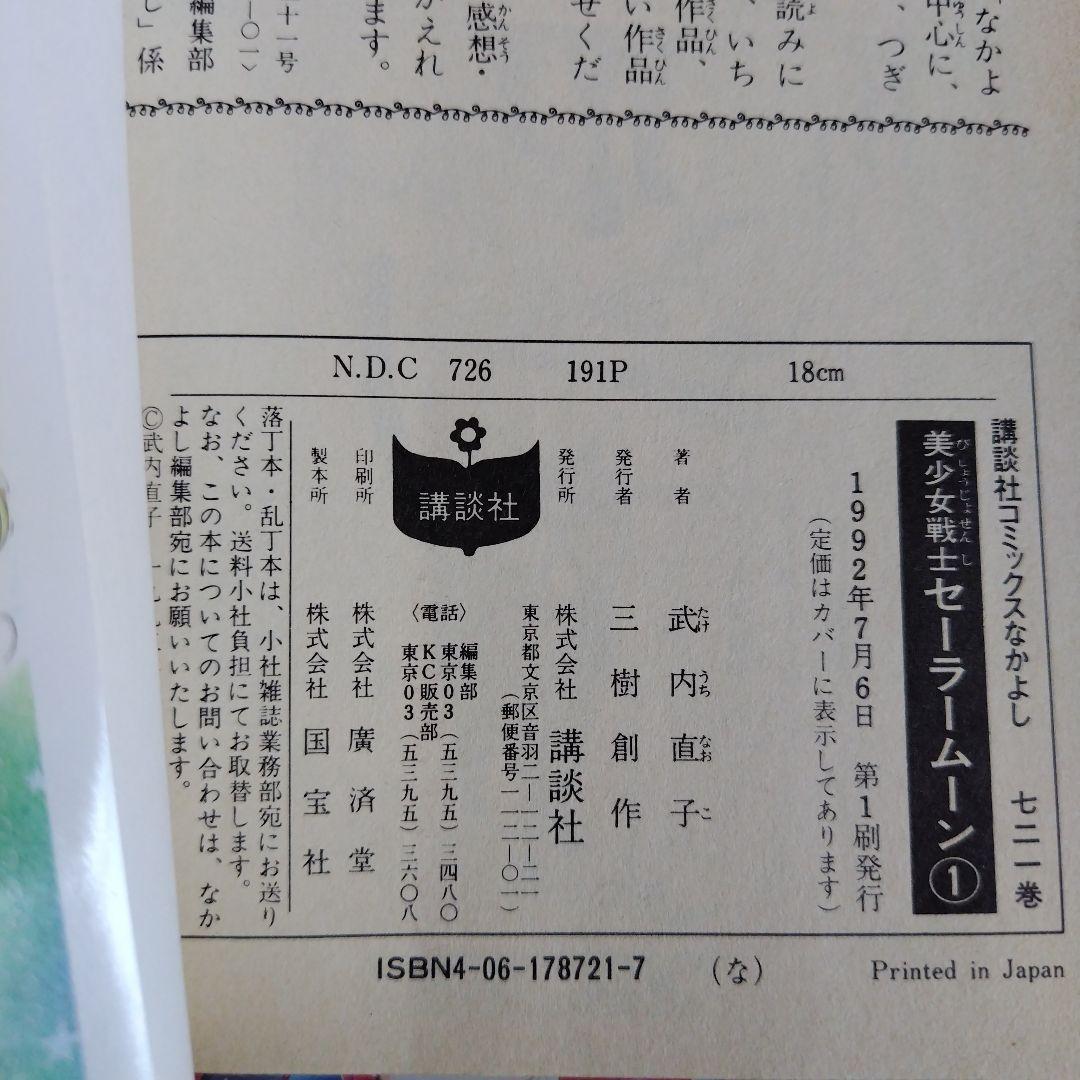 なかよ
中心に、
、つぎ
読みに
、いち
作品、
い作品
せくだ
感想・
がえれ
ます。
十一号
一〇一〉
編集部
し」係
N.D.C 726 191P 18cm
講談社コミックスなかよし 七二一巻
美少女戦士セーラームーン①
1992年7月6日 第1刷発行
(定価はカバーに表示してあります)
著者 武内直子
発行者 三樹創作
発行所 株式会社 講談社
東京都文京区音羽二―一二―二一
(郵便番号一一二―〇一)
講談社
〈電話〉 編集部 東京03(五三九五)三四八〇
KC販売部 東京03(五三九五)三六〇八
印刷所 株式会社 廣済堂
製本所 株式会社 国宝社
落丁本・乱丁本は、小社雑誌業務部宛にお送り
ください。送料小社負担にてお取替します。
なお、この本についてのお問い合わせは、なか
よし編集部宛にお願いいたします。
Ⓒ武内直子 一九九
ISBN4-06-178721-7 (な) Printed in Japan